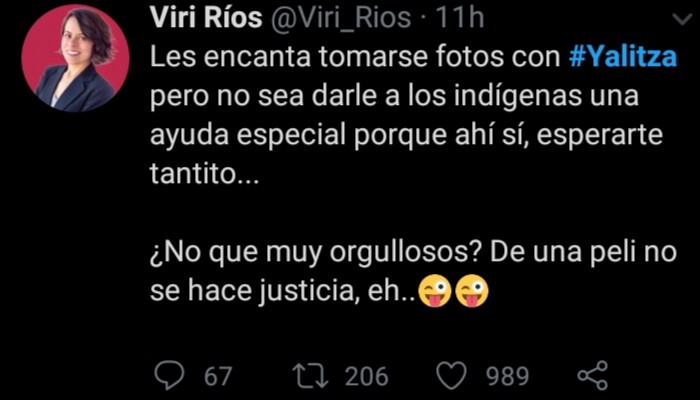 Viri Ríos @Viri_Rios · 11h
Les encanta tomarse fotos con #Yalitza
pero no sea darle a los indígenas una
ayuda especial porque ahí sí, esperarte
tantito...
¿No que muy orgullosos? De una peli no
se hace justicia, eh..😜😜
67 206 989